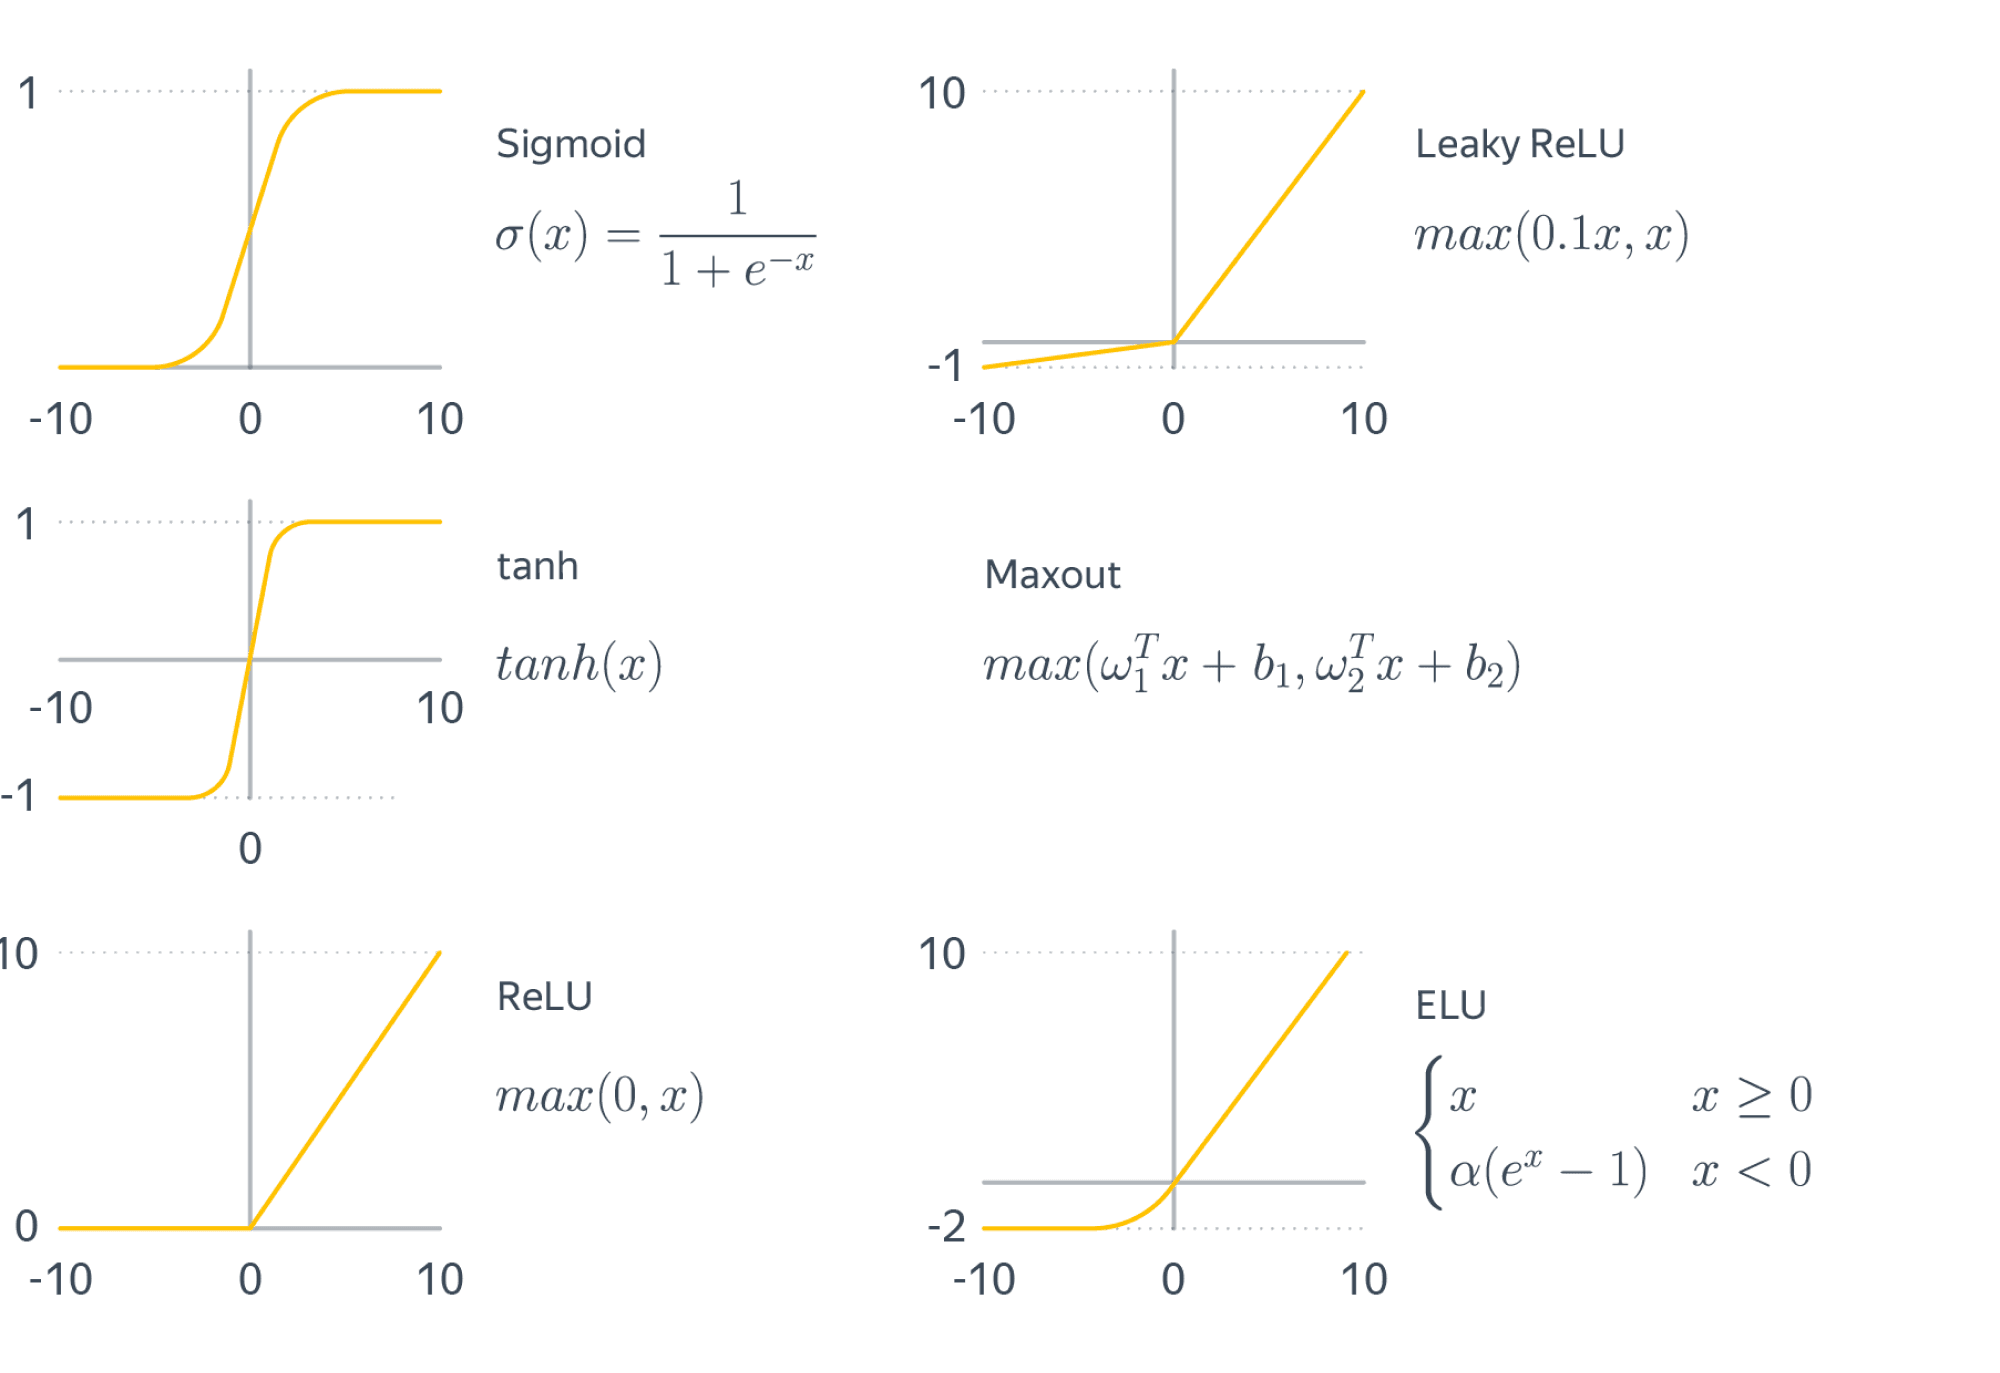 1
Sigmoid
σ(x) = 1 / (1 + e^{-x})
-10 0 10
10
Leaky ReLU
max(0.1x, x)
-1
-10 0 10
1
tanh
tanh(x)
-10 10
-1
0
Maxout
max(ω_1^T x + b_1, ω_2^T x + b_2)
10
ReLU
max(0, x)
0
-10 0 10
10
ELU
{ x x ≥ 0
α(e^x − 1) x < 0
-2
-10 0 10